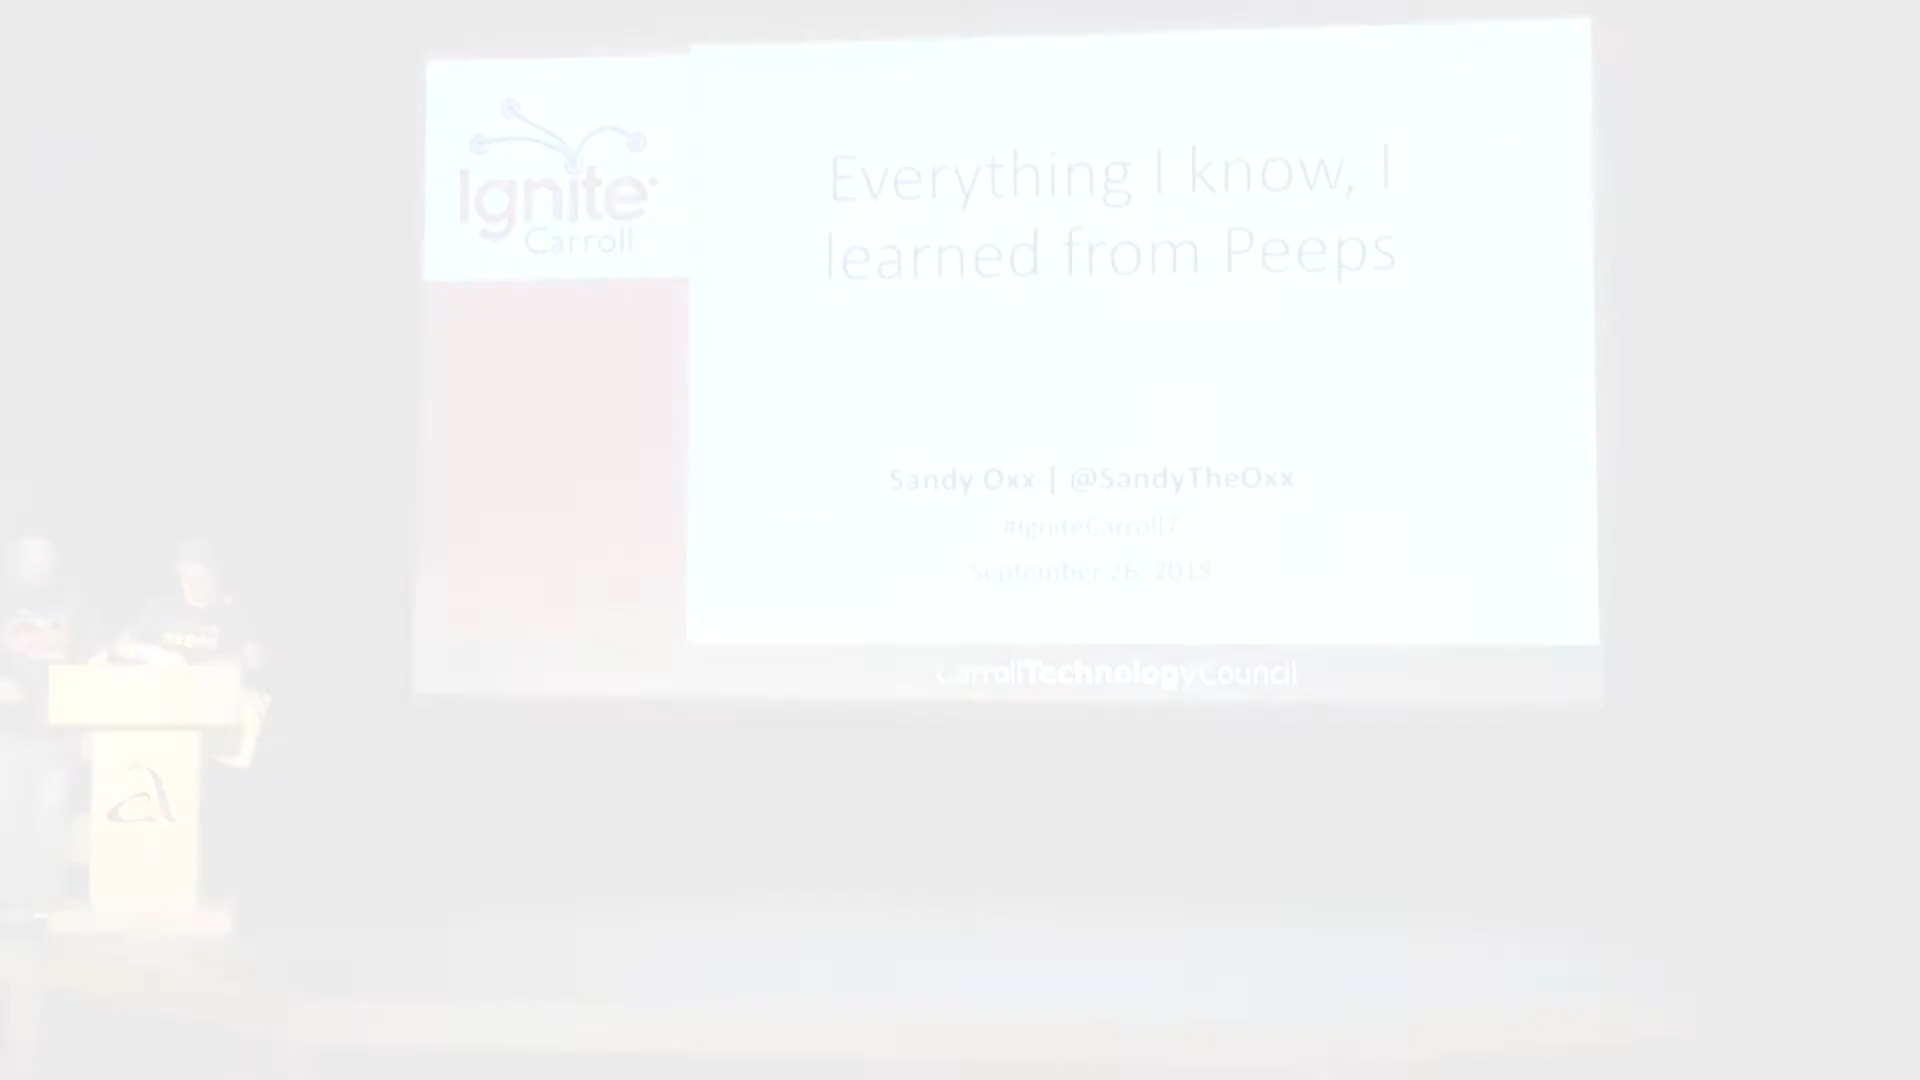 Ignite
Carroll
Everything I know, I
learned from Peeps
Sandy Oxx | @SandyTheOxx
#IgniteCarroll7
September 26, 2018
CarrollTechnologyCouncil
a